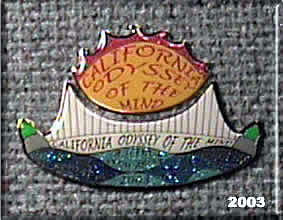 CALIFORNIA
ODYSSEY
OF THE
MIND
CALIFORNIA ODYSSEY OF THE MIND
2003